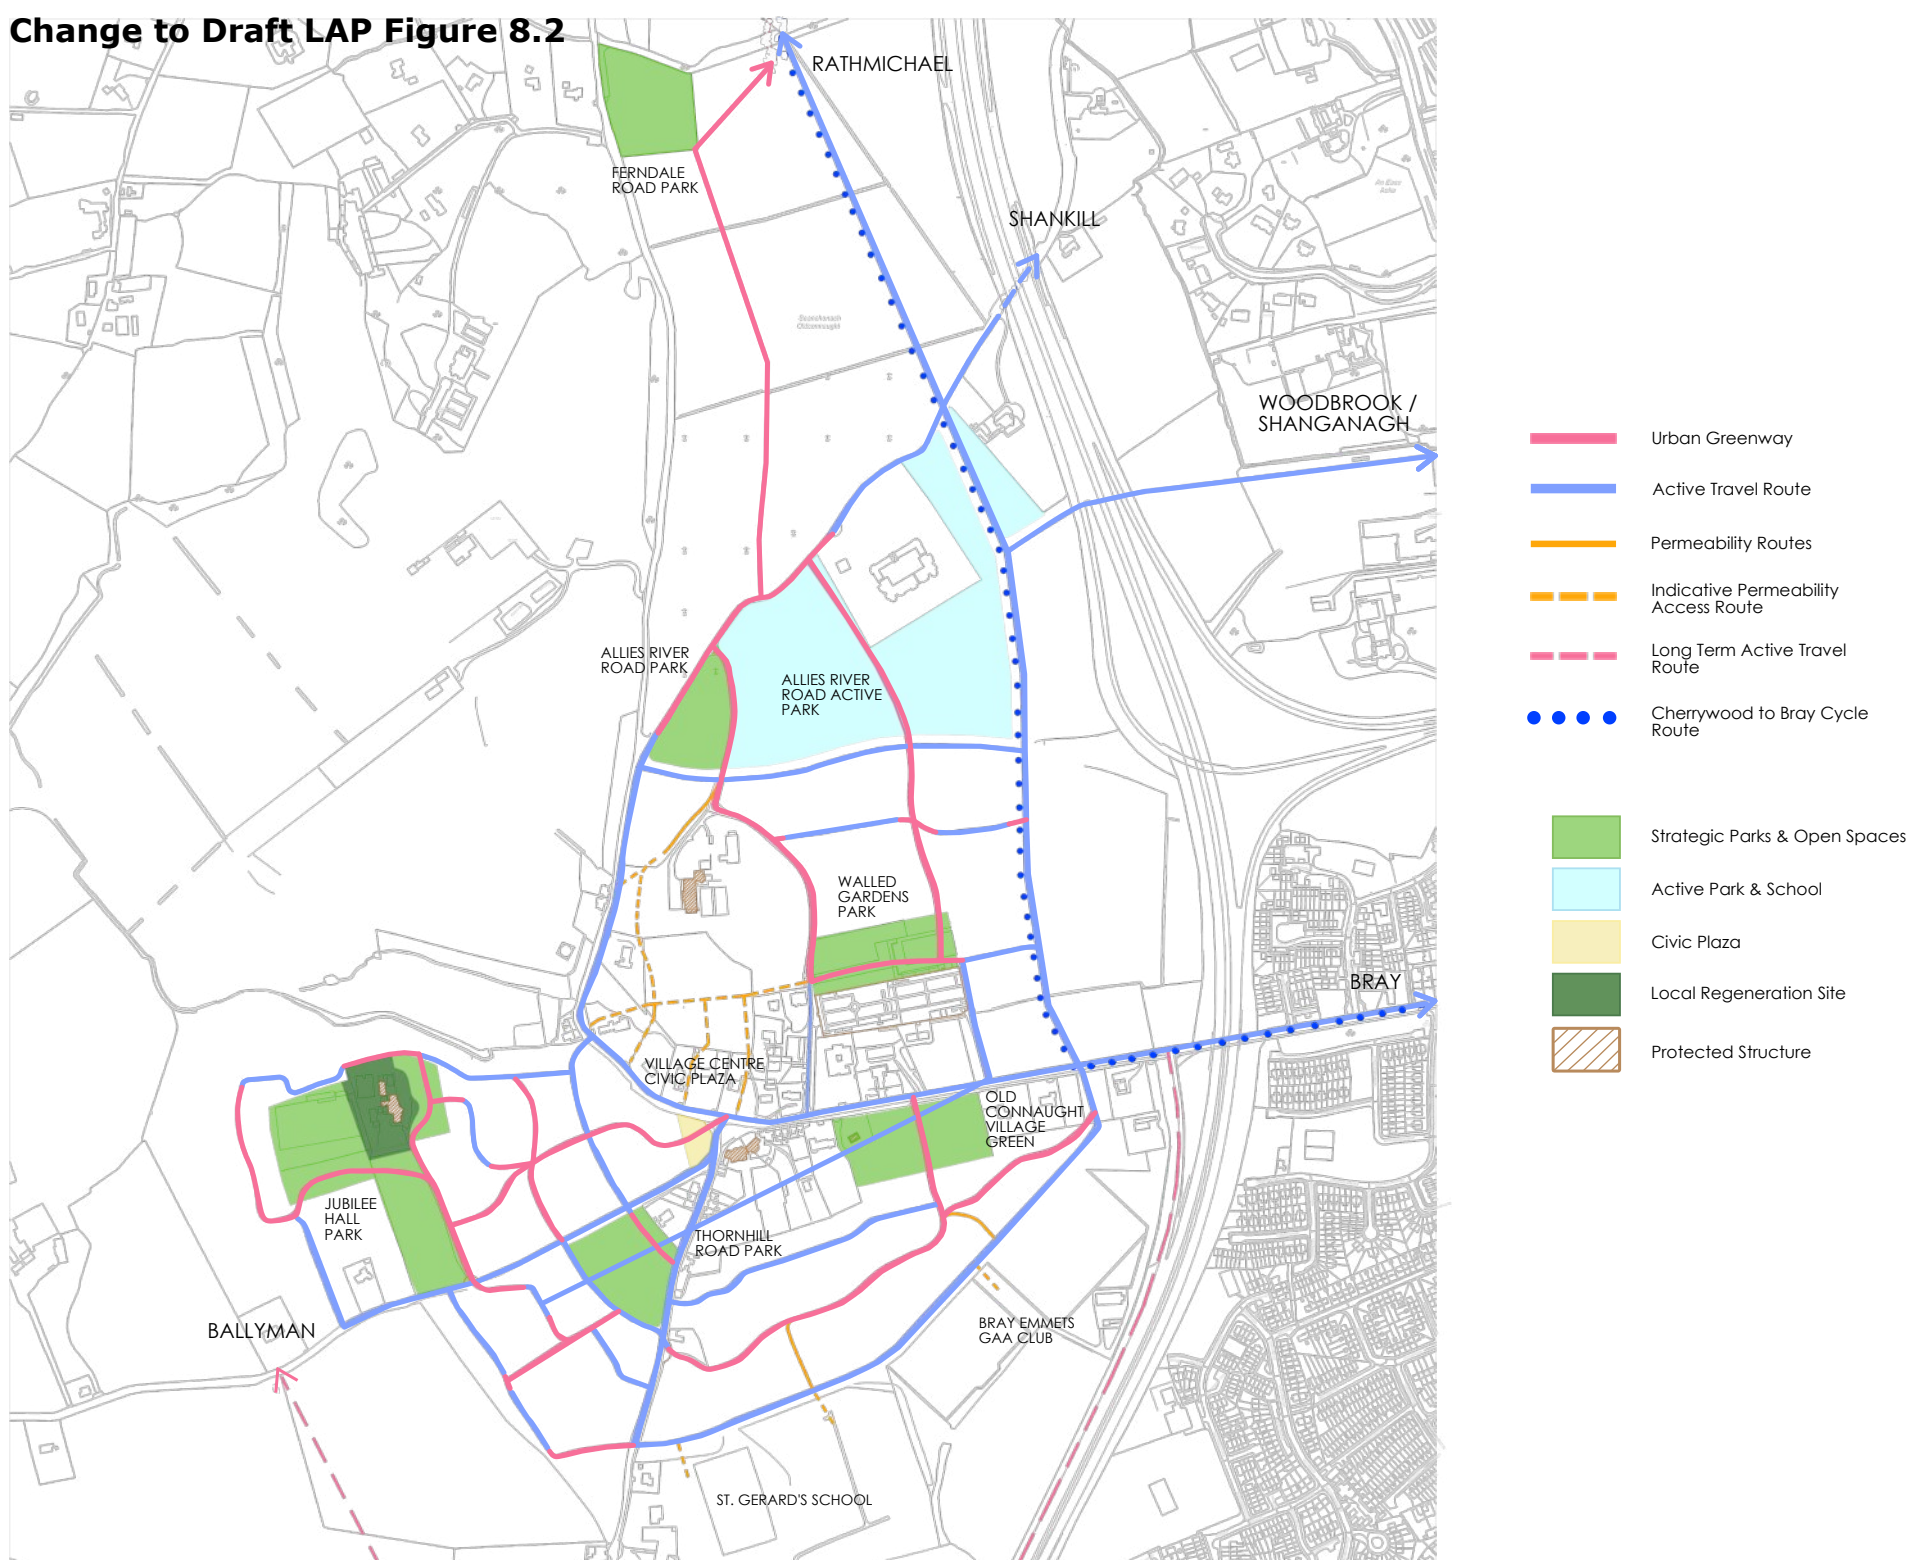 Change to Draft LAP Figure 8.2
RATHMICHAEL
FERNDALE
ROAD PARK
SHANKILL
WOODBROOK /
SHANGANAGH
ALLIES RIVER
ROAD PARK
ALLIES RIVER
ROAD ACTIVE
PARK
WALLED
GARDENS
PARK
BRAY
VILLAGE CENTRE
CIVIC PLAZA
OLD
CONNAUGHT
VILLAGE
GREEN
JUBILEE
HALL
PARK
THORNHILL
ROAD PARK
BALLYMAN
BRAY EMMETS
GAA CLUB
ST. GERARD'S SCHOOL
Urban Greenway
Active Travel Route
Permeability Routes
Indicative Permeability
Access Route
Long Term Active Travel
Route
Cherrywood to Bray Cycle
Route
Strategic Parks & Open Spaces
Active Park & School
Civic Plaza
Local Regeneration Site
Protected Structure